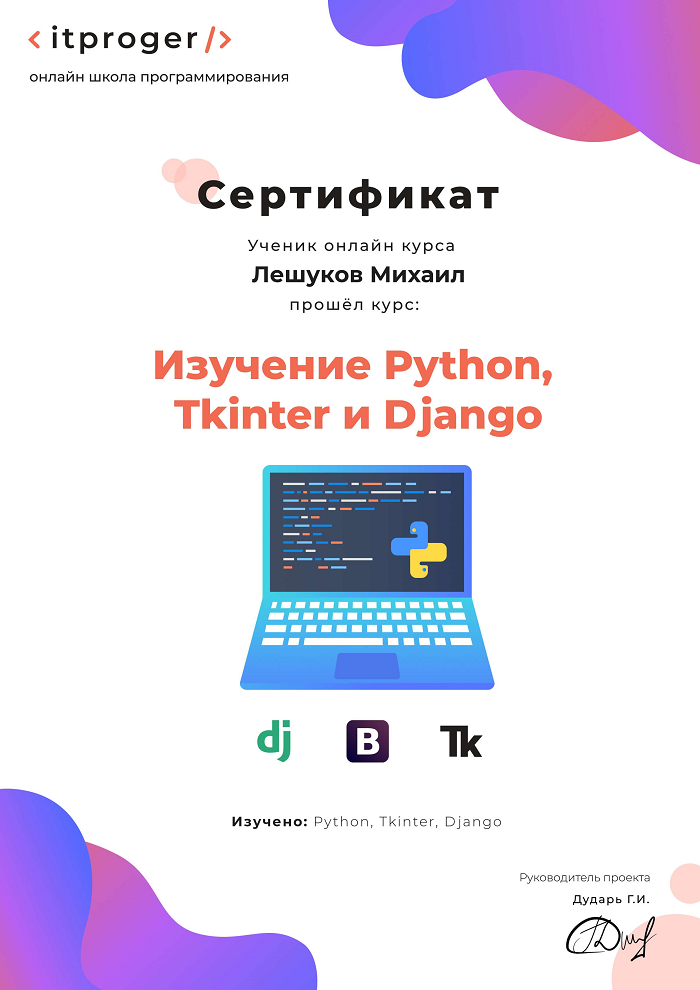 <itproger/>
онлайн школа программирования
Сертификат
Ученик онлайн курса
Лешуков Михаил
прошёл курс:
Изучение Python,
Tkinter и Django
dj B Tk
Изучено: Python, Tkinter, Django
Руководитель проекта
Дударь Г.И.